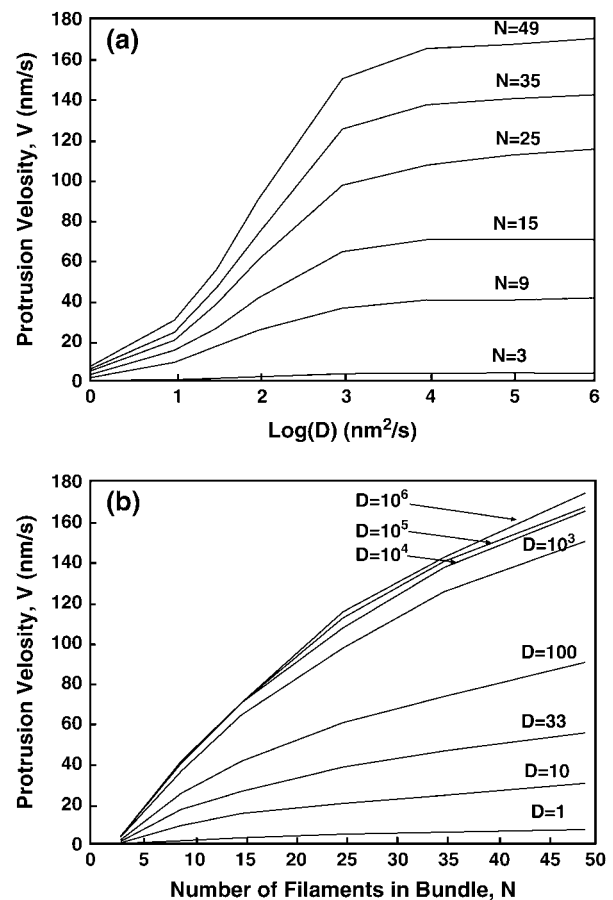 (a)
Protrusion Velosity, V (nm/s)
180
160
140
120
100
80
60
40
20
0
N=49
N=35
N=25
N=15
N=9
N=3
0 1 2 3 4 5 6
Log(D) (nm²/s)
(b)
Protrusion Velosity, V (nm/s)
180
160
140
120
100
80
60
40
20
0
D=10⁶
D=10⁵
D=10⁴
D=10³
D=100
D=33
D=10
D=1
0 5 10 15 20 25 30 35 40 45 50
Number of Filaments in Bundle, N